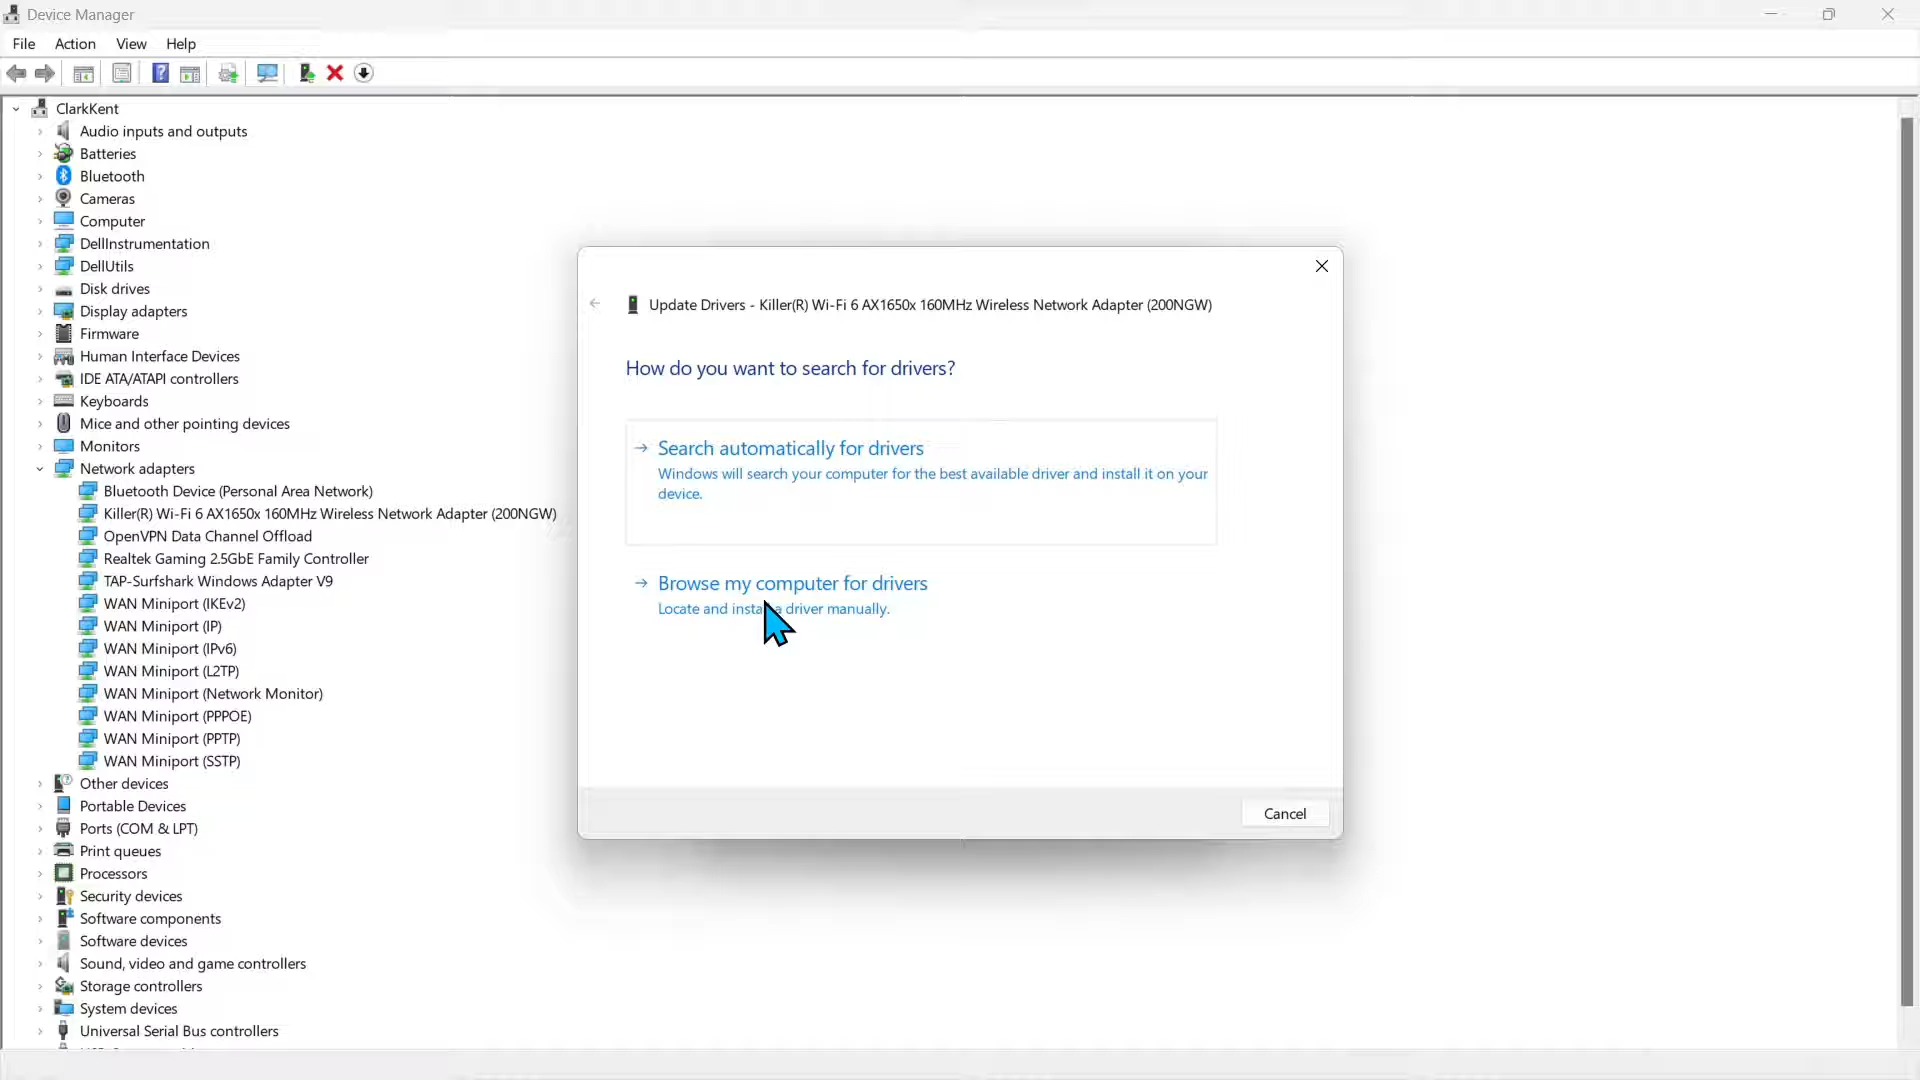 Device Manager
File Action View Help
ClarkKent
Audio inputs and outputs
Batteries
Bluetooth
Cameras
Computer
DellInstrumentation
DellUtils
Disk drives
Display adapters
Firmware
Human Interface Devices
IDE ATA/ATAPI controllers
Keyboards
Mice and other pointing devices
Monitors
Network adapters
Bluetooth Device (Personal Area Network)
Killer(R) Wi-Fi 6 AX1650x 160MHz Wireless Network Adapter (200NGW)
OpenVPN Data Channel Offload
Realtek Gaming 2.5GbE Family Controller
TAP-Surfshark Windows Adapter V9
WAN Miniport (IKEv2)
WAN Miniport (IP)
WAN Miniport (IPv6)
WAN Miniport (L2TP)
WAN Miniport (Network Monitor)
WAN Miniport (PPPOE)
WAN Miniport (PPTP)
WAN Miniport (SSTP)
Other devices
Portable Devices
Ports (COM & LPT)
Print queues
Processors
Security devices
Software components
Software devices
Sound, video and game controllers
Storage controllers
System devices
Universal Serial Bus controllers
Update Drivers - Killer(R) Wi-Fi 6 AX1650x 160MHz Wireless Network Adapter (200NGW)
How do you want to search for drivers?
Search automatically for drivers
Windows will search your computer for the best available driver and install it on your
device.
Browse my computer for drivers
Locate and install a driver manually.
Cancel